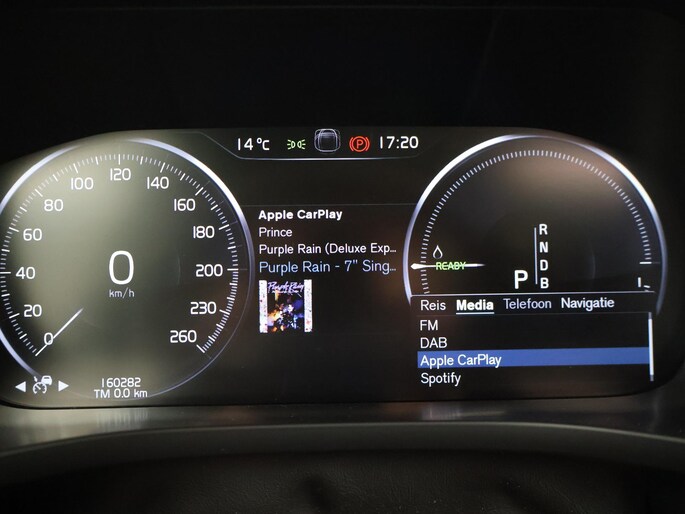 14°C
P
17:20
120
100
140
80
160
60
180
40
200
20
230
0
260
0
km/h
160282
TM 0.0 km
Apple CarPlay
Prince
Purple Rain (Deluxe Exp...
Purple Rain - 7" Sing...
Purple Rain
READY
P
R
N
D
B
Reis Media Telefoon Navigatie
FM
DAB
Apple CarPlay
Spotify